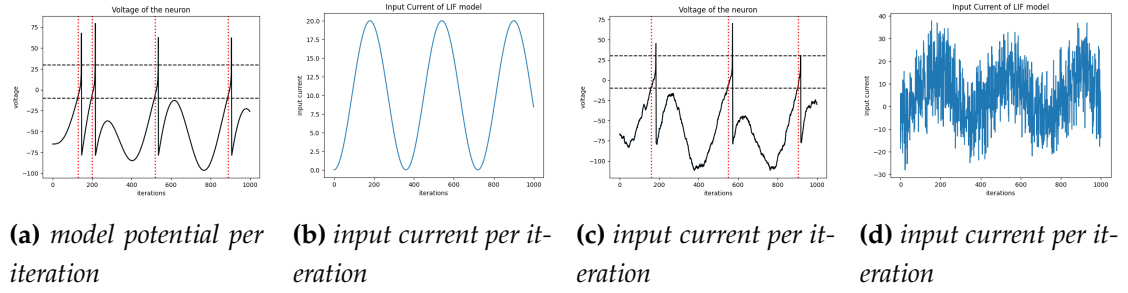 Voltage of the neuron
75
50
25
0
-25
-50
-75
-100
voltage
0 200 400 600 800 1000
iterations
Input Current of LIF model
20.0
17.5
15.0
12.5
10.0
7.5
5.0
2.5
0.0
input current
0 200 400 600 800 1000
iterations
Voltage of the neuron
75
50
25
0
-25
-50
-75
-100
voltage
0 200 400 600 800 1000
iterations
Input Current of LIF model
40
30
20
10
0
-10
-20
-30
input current
0 200 400 600 800 1000
iterations
(a) model potential per
iteration
(b) input current per it-
eration
(c) input current per it-
eration
(d) input current per it-
eration